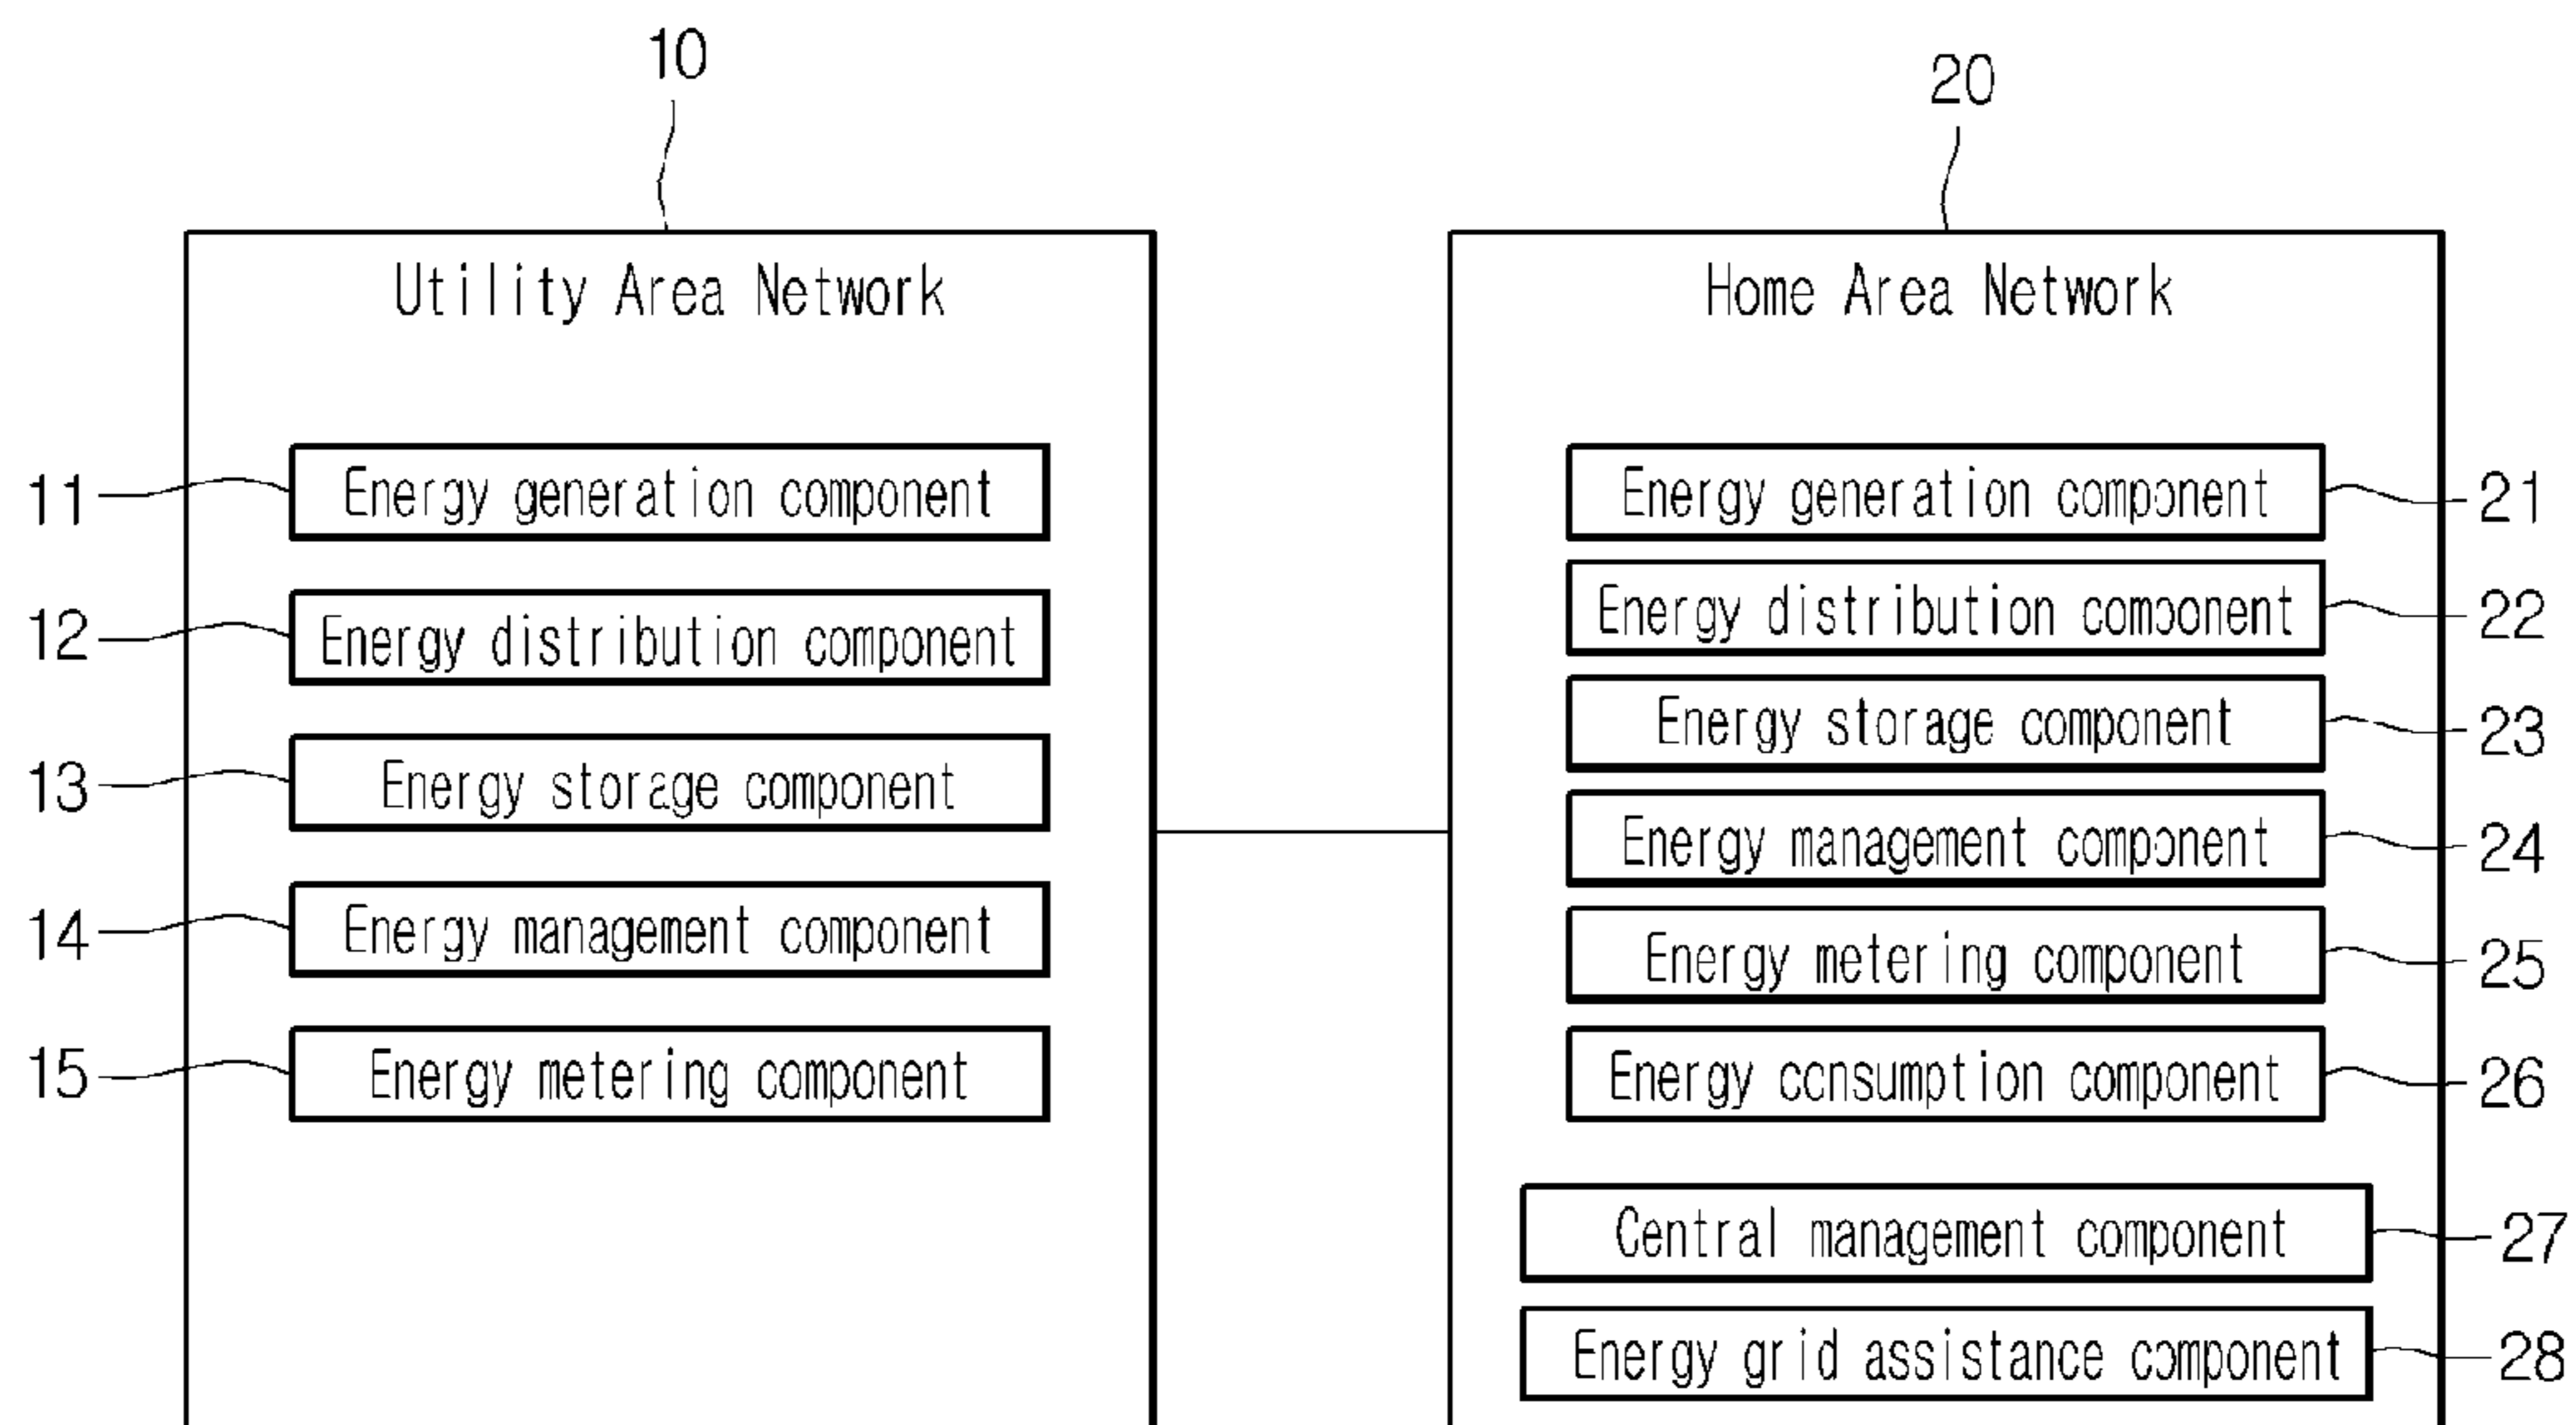 10
20
Utility Area Network
Home Area Network
11
Energy generation component
12
Energy distribution component
13
Energy storage component
14
Energy management component
15
Energy metering component
Energy generation component
21
Energy distribution component
22
Energy storage component
23
Energy management component
24
Energy metering component
25
Energy consumption component
26
Central management component
27
Energy grid assistance component
28